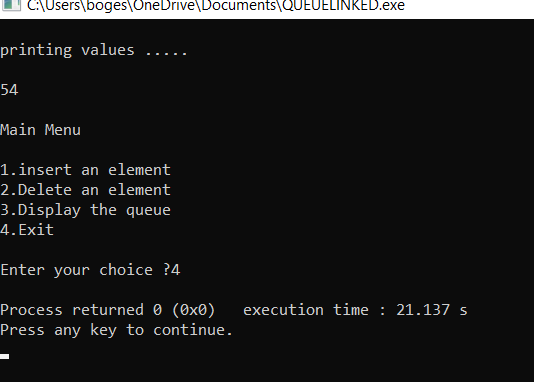 C:\Users\boges\OneDrive\Documents\QUEUELINKED.exe
printing values .....
54
Main Menu
1.insert an element
2.Delete an element
3.Display the queue
4.Exit
Enter your choice ?4
Process returned 0 (0x0)   execution time : 21.137 s
Press any key to continue.